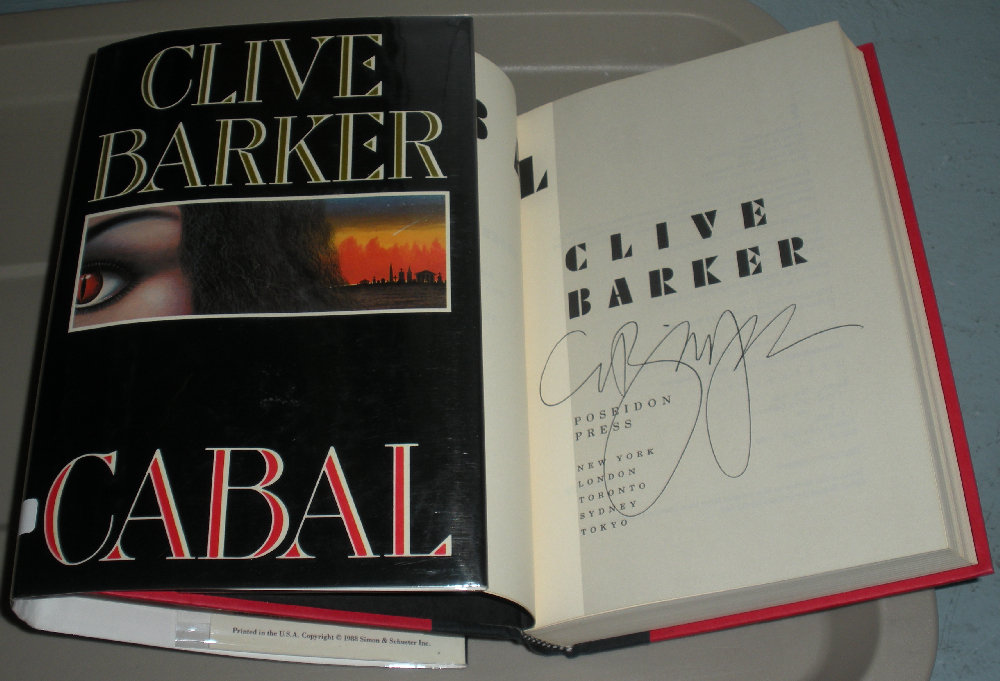 CLIVE
BARKER
CABAL
Printed in the U.S.A. Copyright © 1988 Simon & Schuster Inc.
B
L
CLIVE
BARKER
POSEIDON
PRESS
NEW YORK
LONDON
TORONTO
SYDNEY
TOKYO